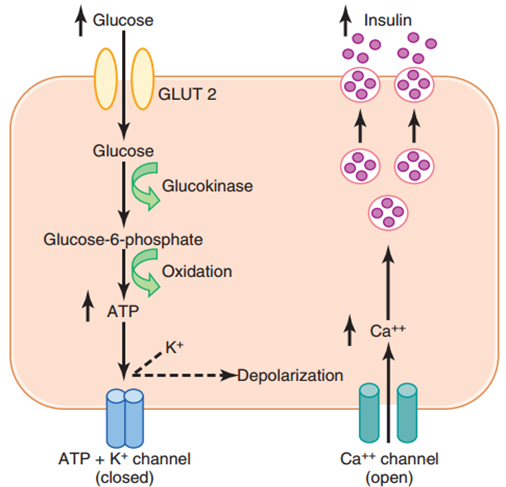 Glucose
GLUT 2
Glucose
Glucokinase
Glucose-6-phosphate
Oxidation
ATP
K+
Depolarization
ATP + K+ channel
(closed)
Insulin
Ca++
Ca++ channel
(open)